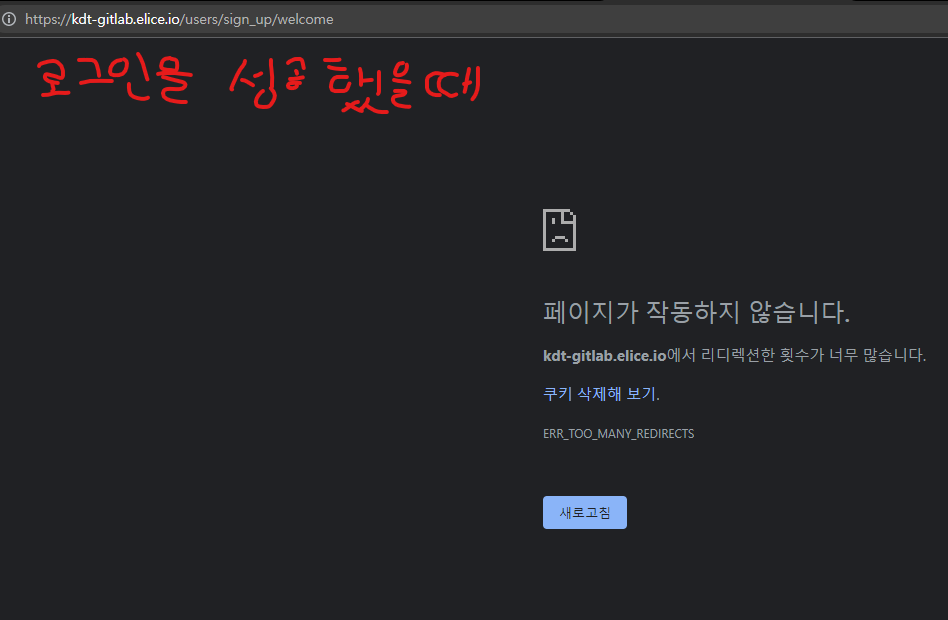 https://kdt-gitlab.elice.io/users/sign_up/welcome
로그인을 성공 했을때
페이지가 작동하지 않습니다.
kdt-gitlab.elice.io에서 리디렉션한 횟수가 너무 많습니다.
쿠키 삭제해 보기.
ERR_TOO_MANY_REDIRECTS
새로고침